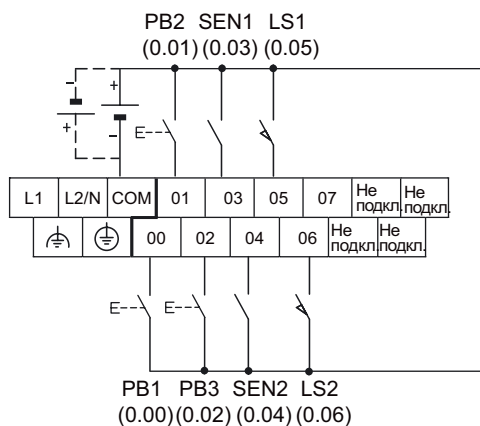 PB2 SEN1 LS1
(0.01) (0.03) (0.05)
- +
+ -
L1 L2/N COM 01 03 05 07 Не подкл. Не подкл.
00 02 04 06 Не подкл. Не подкл.
PB1 PB3 SEN2 LS2
(0.00) (0.02) (0.04) (0.06)